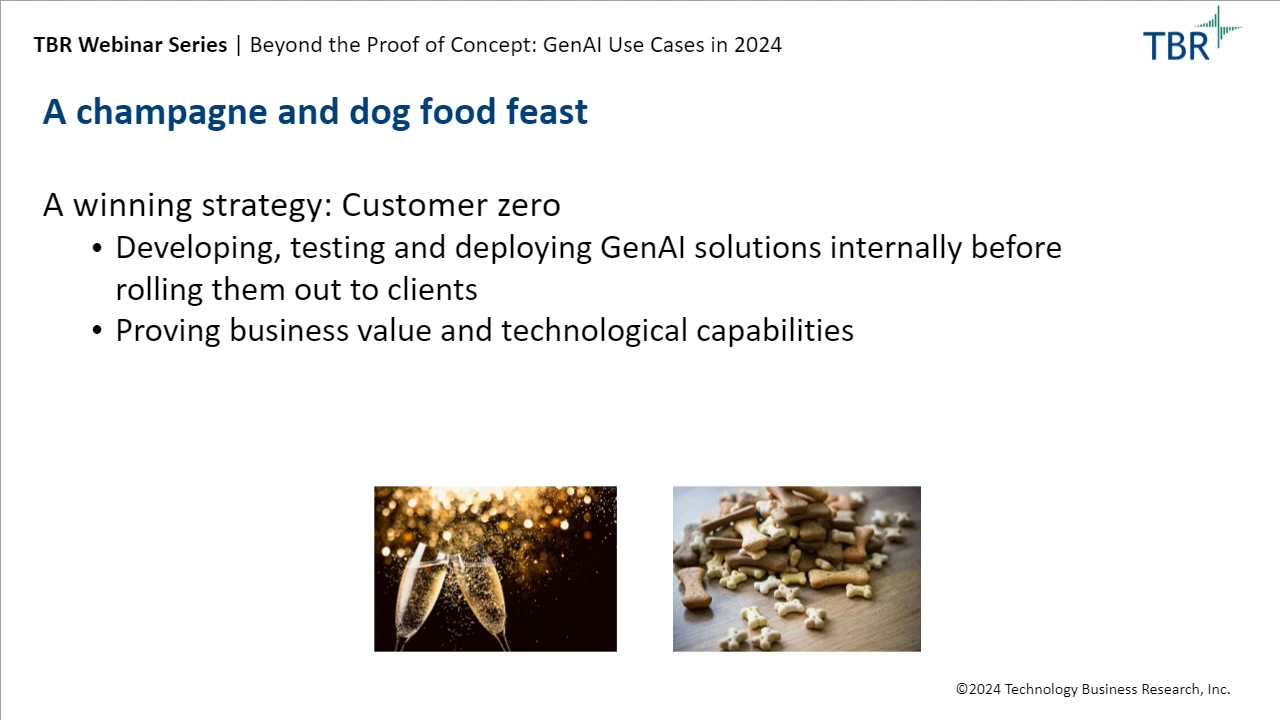 TBR Webinar Series | Beyond the Proof of Concept: GenAI Use Cases in 2024
TBR
A champagne and dog food feast
A winning strategy: Customer zero
• Developing, testing and deploying GenAI solutions internally before
rolling them out to clients
• Proving business value and technological capabilities
©2024 Technology Business Research, Inc.